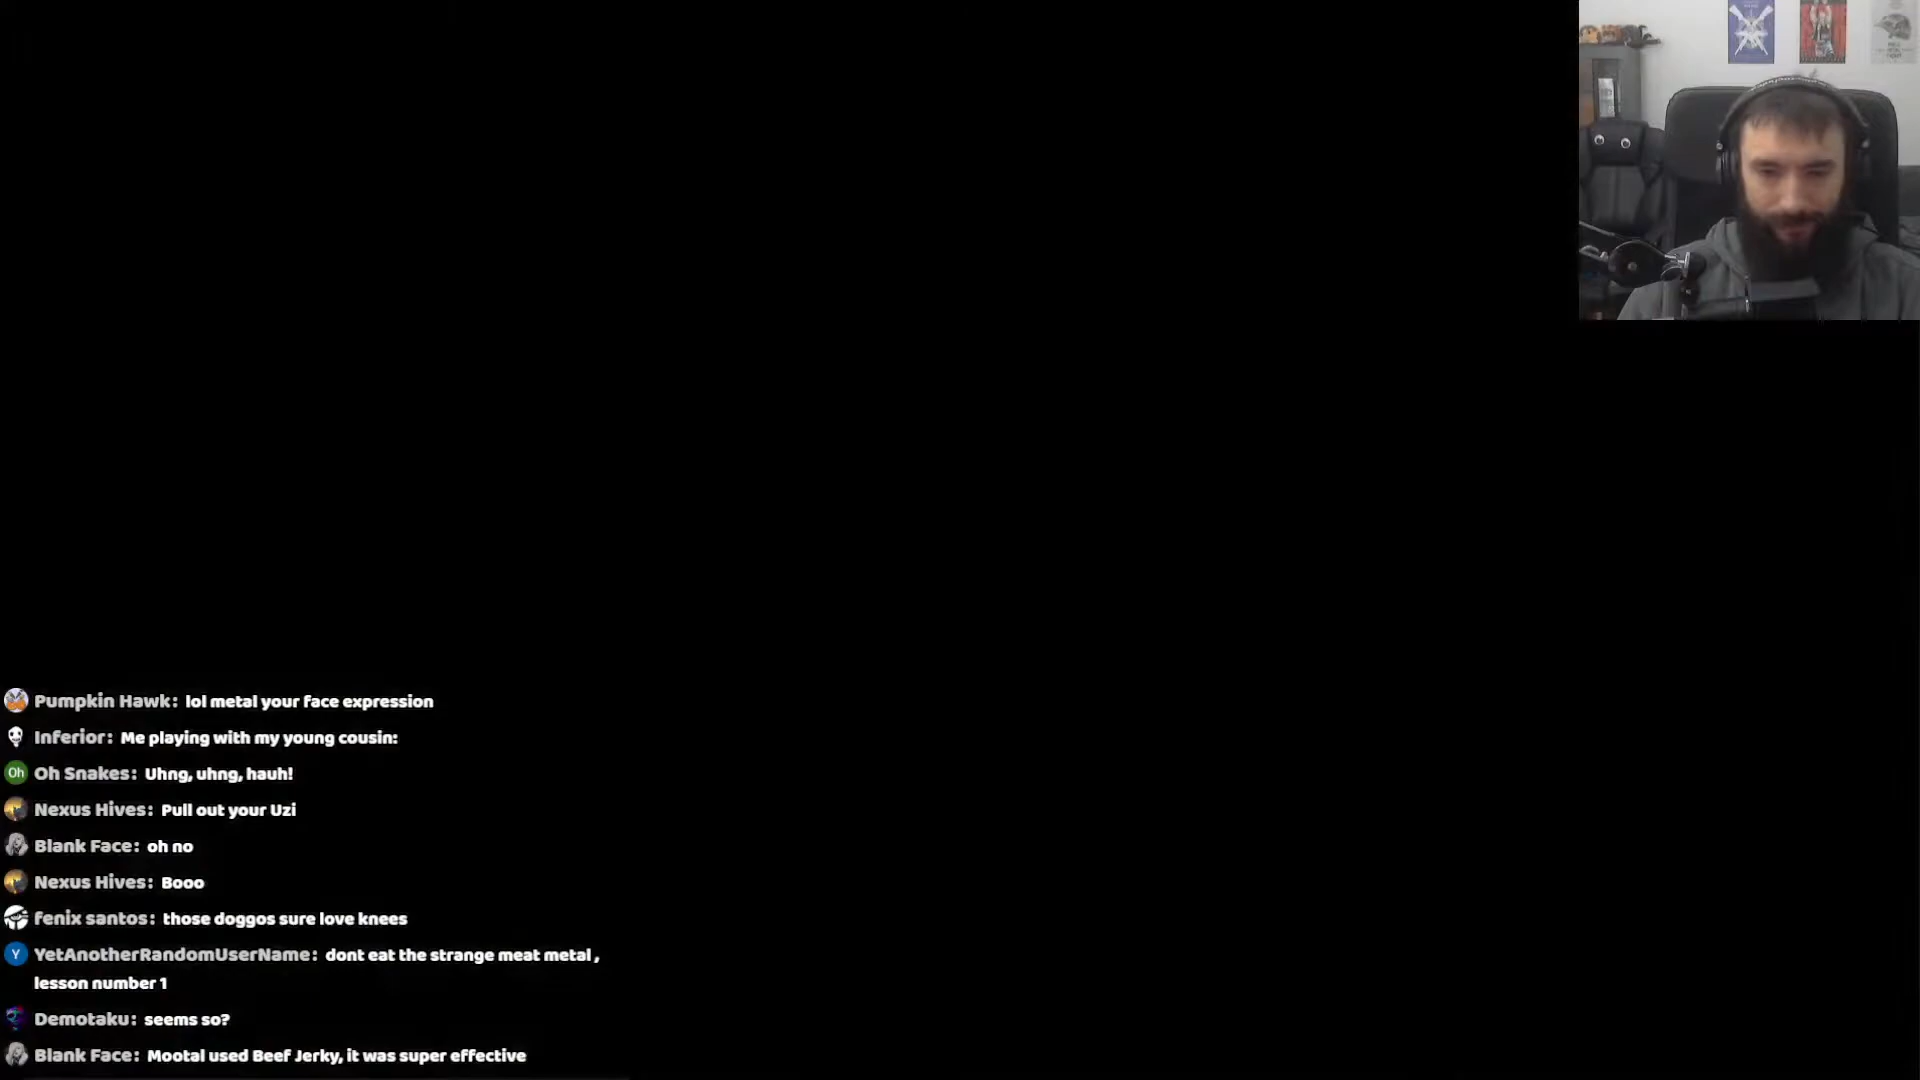 Pumpkin Hawk: lol metal your face expression
Inferior: Me playing with my young cousin:
Oh Oh Snakes: Uhng, uhng, hauh!
Nexus Hives: Pull out your Uzi
Blank Face: oh no
Nexus Hives: Booo
fenix santos: those doggos sure love knees
Y YetAnotherRandomUserName: dont eat the strange meat metal ,
lesson number 1
Demotaku: seems so?
Blank Face: Mootal used Beef Jerky, it was super effective